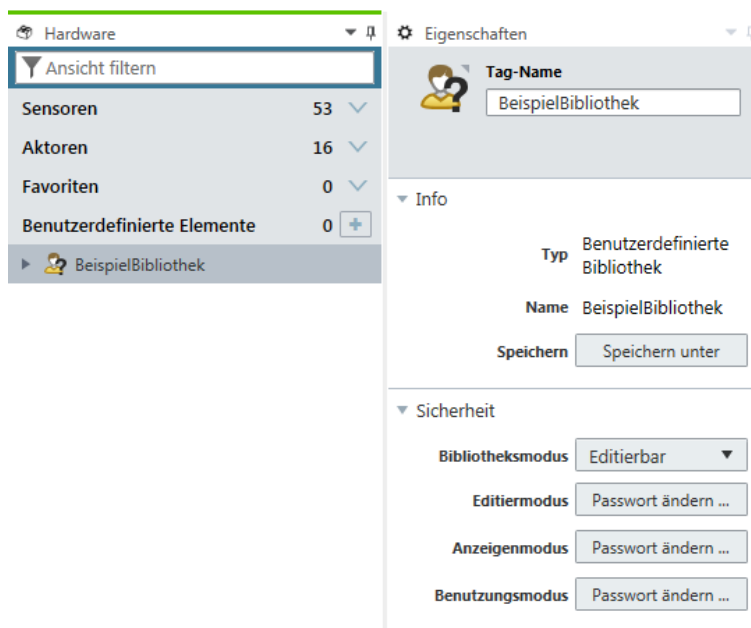 Hardware
Ansicht filtern
Sensoren 53
Aktoren 16
Favoriten 0
Benutzerdefinierte Elemente 0 +
BeispielBibliothek
Eigenschaften
Tag-Name
BeispielBibliothek
Info
Typ Benutzerdefinierte
Bibliothek
Name BeispielBibliothek
Speichern Speichern unter
Sicherheit
Bibliotheksmodus Editierbar
Editiermodus Passwort ändern ...
Anzeigenmodus Passwort ändern ...
Benutzungsmodus Passwort ändern ...